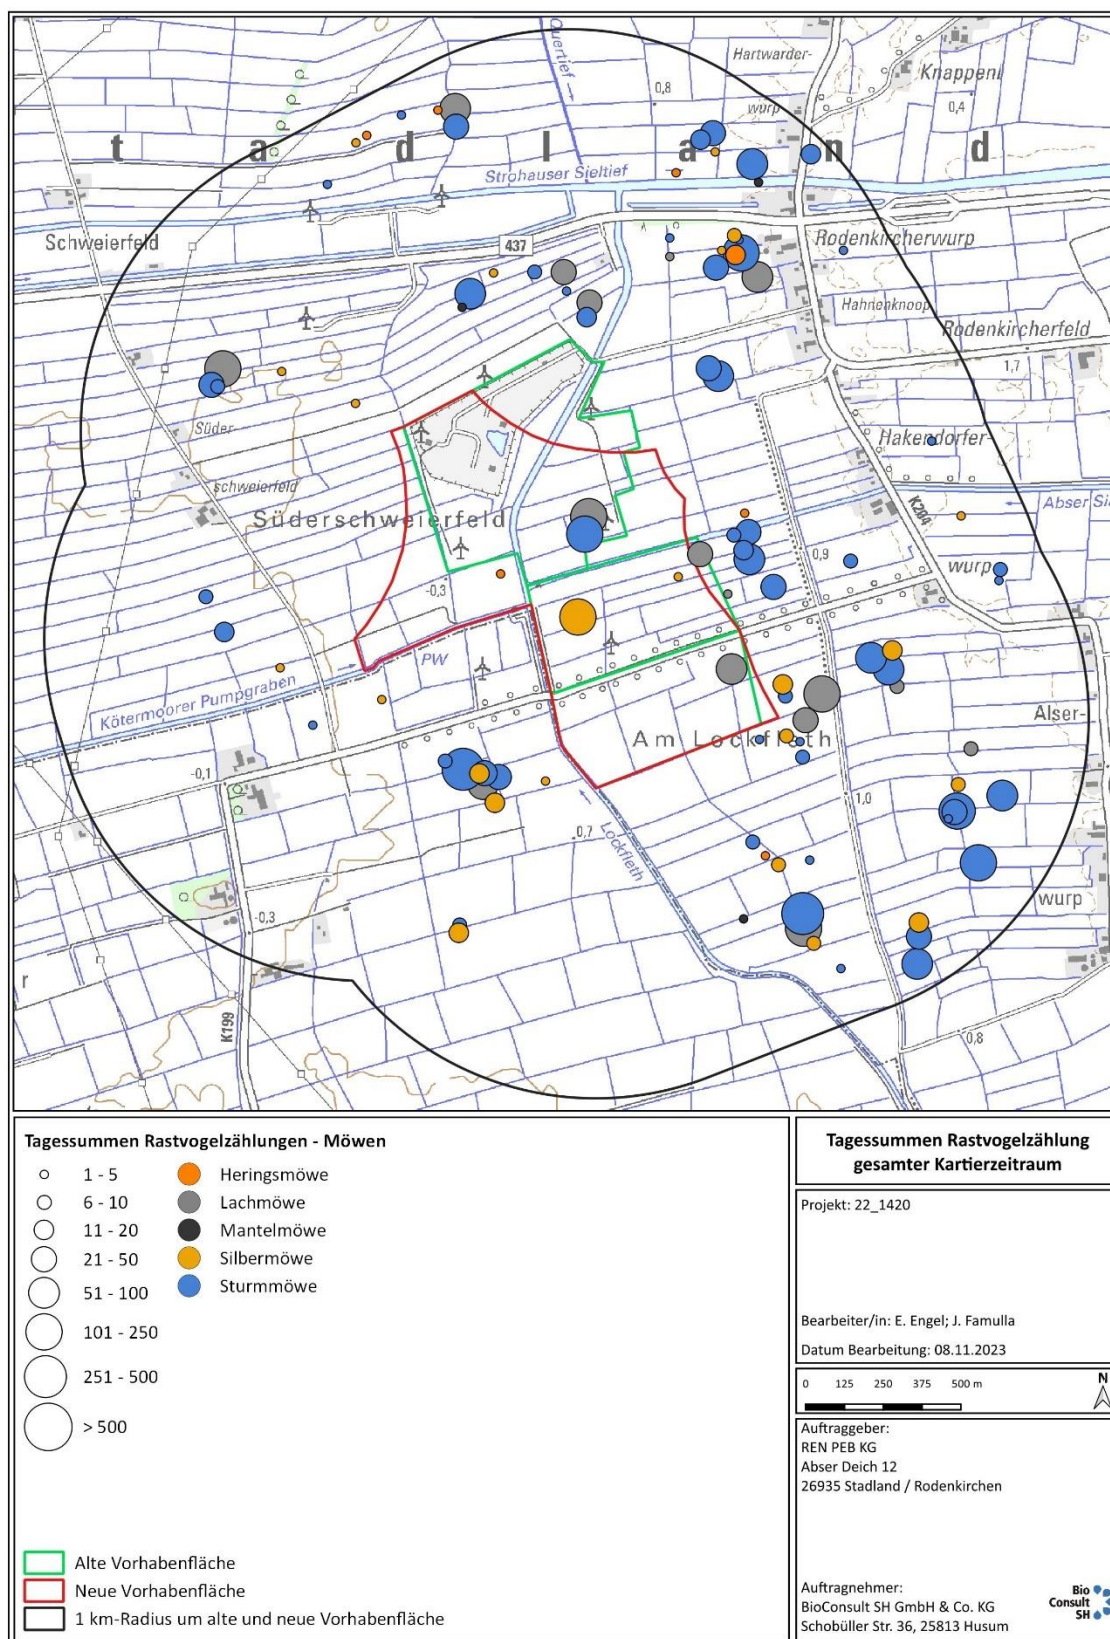 Hartwarder-
wurp
Knappenl
0,4
0,8
Quertief
t a d l a n d
Strohauser Sieltief
Schweierfeld
437
Rodenkircherwurp
Hahnenknoop
Rodenkircherfeld
1,7
Süder-
schweierfeld
Hakendorfer-
wurp
K204
Abser Si
Süderschweierfeld
0,9
-0,3
PW
Kötermoorer Pumpgraben
Am Lockfleth
Alser-
wurp
-0,1
1,0
-0,7
Lockfleth
-0,3
r
K199
0,8
Tagessummen Rastvogelzählungen - Möwen
1 - 5
6 - 10
11 - 20
21 - 50
51 - 100
101 - 250
251 - 500
> 500
Heringsmöwe
Lachmöwe
Mantelmöwe
Silbermöwe
Sturmmöwe
Alte Vorhabenfläche
Neue Vorhabenfläche
1 km-Radius um alte und neue Vorhabenfläche
Tagessummen Rastvogelzählung
gesamter Kartierzeitraum
Projekt: 22_1420
Bearbeiter/in: E. Engel; J. Famulla
Datum Bearbeitung: 08.11.2023
0 125 250 375 500 m
N
Auftraggeber:
REN PEB KG
Abser Deich 12
26935 Stadland / Rodenkirchen
Auftragnehmer:
BioConsult SH GmbH & Co. KG
Schobüller Str. 36, 25813 Husum
Bio
Consult
SH